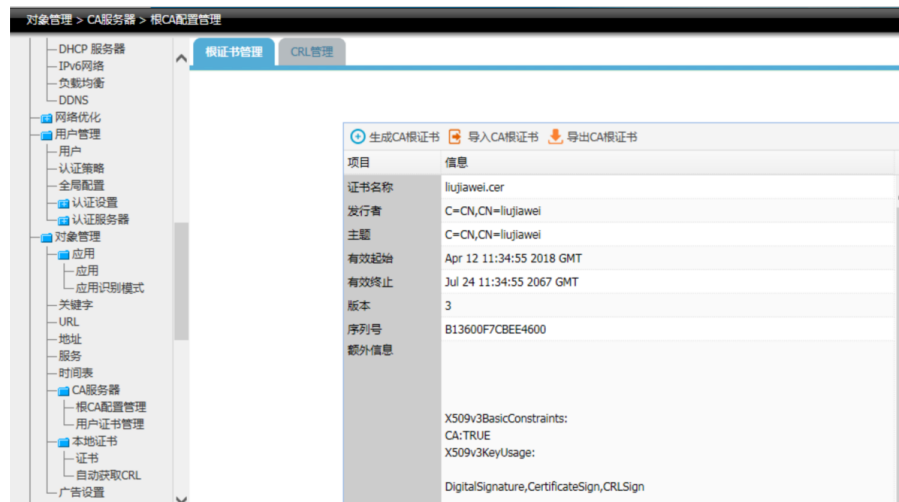 对象管理 > CA服务器 > 根CA配置管理
DHCP 服务器
IPv6网络
负载均衡
DDNS
网络优化
用户管理
用户
认证策略
全局配置
认证设置
认证服务器
对象管理
应用
应用
应用识别模式
关键字
URL
地址
服务
时间表
CA服务器
根CA配置管理
用户证书管理
本地证书
证书
自动获取CRL
广告设置
根证书管理 CRL管理
生成CA根证书 导入CA根证书 导出CA根证书
项目 信息
证书名称 liujiawei.cer
发行者 C=CN,CN=liujiawei
主题 C=CN,CN=liujiawei
有效起始 Apr 12 11:34:55 2018 GMT
有效终止 Jul 24 11:34:55 2067 GMT
版本 3
序列号 B13600F7CBEE4600
额外信息
X509v3BasicConstraints:
CA:TRUE
X509v3KeyUsage:
DigitalSignature,CertificateSign,CRLSign